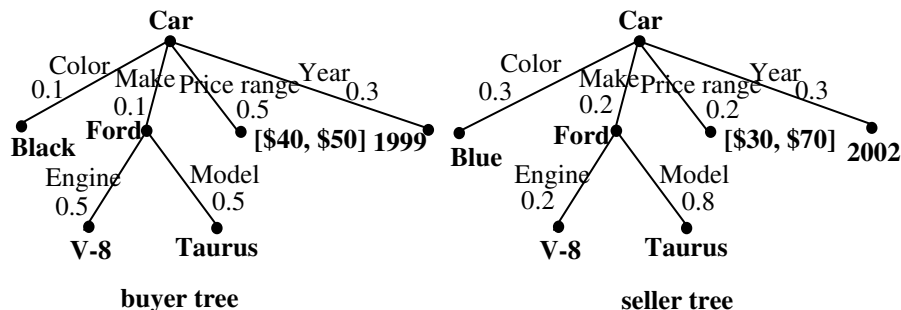 Car
Color 0.1
Make 0.1
Price range 0.5
Year 0.3
Black
Ford
[$40, $50]
1999
Engine 0.5
Model 0.5
V-8
Taurus
buyer tree
Car
Color 0.3
Make 0.2
Price range 0.2
Year 0.3
Blue
Ford
[$30, $70]
2002
Engine 0.2
Model 0.8
V-8
Taurus
seller tree